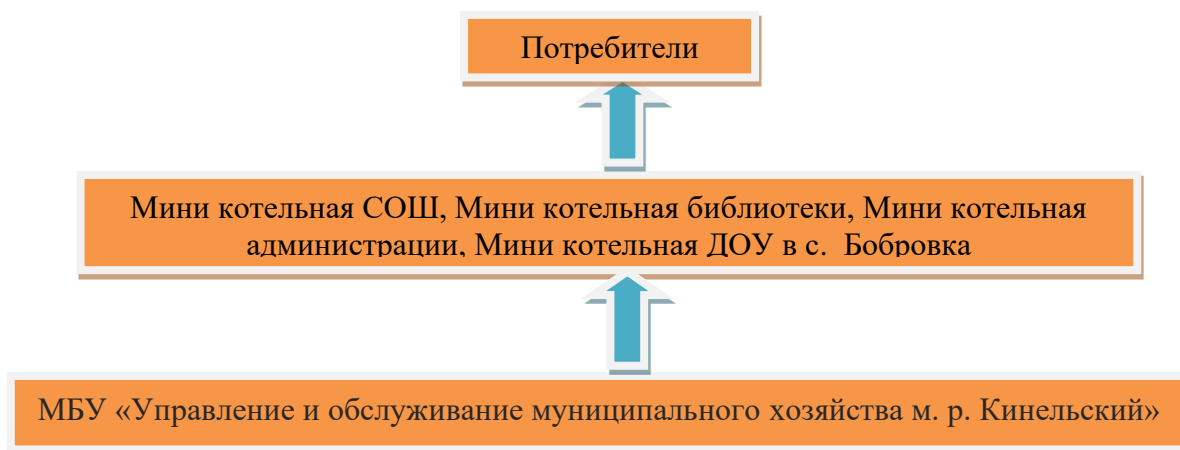 Потребители
Мини котельная СОШ, Мини котельная библиотеки, Мини котельная
администрации, Мини котельная ДОУ в с. Бобровка
МБУ «Управление и обслуживание муниципального хозяйства м. р. Кинельский»